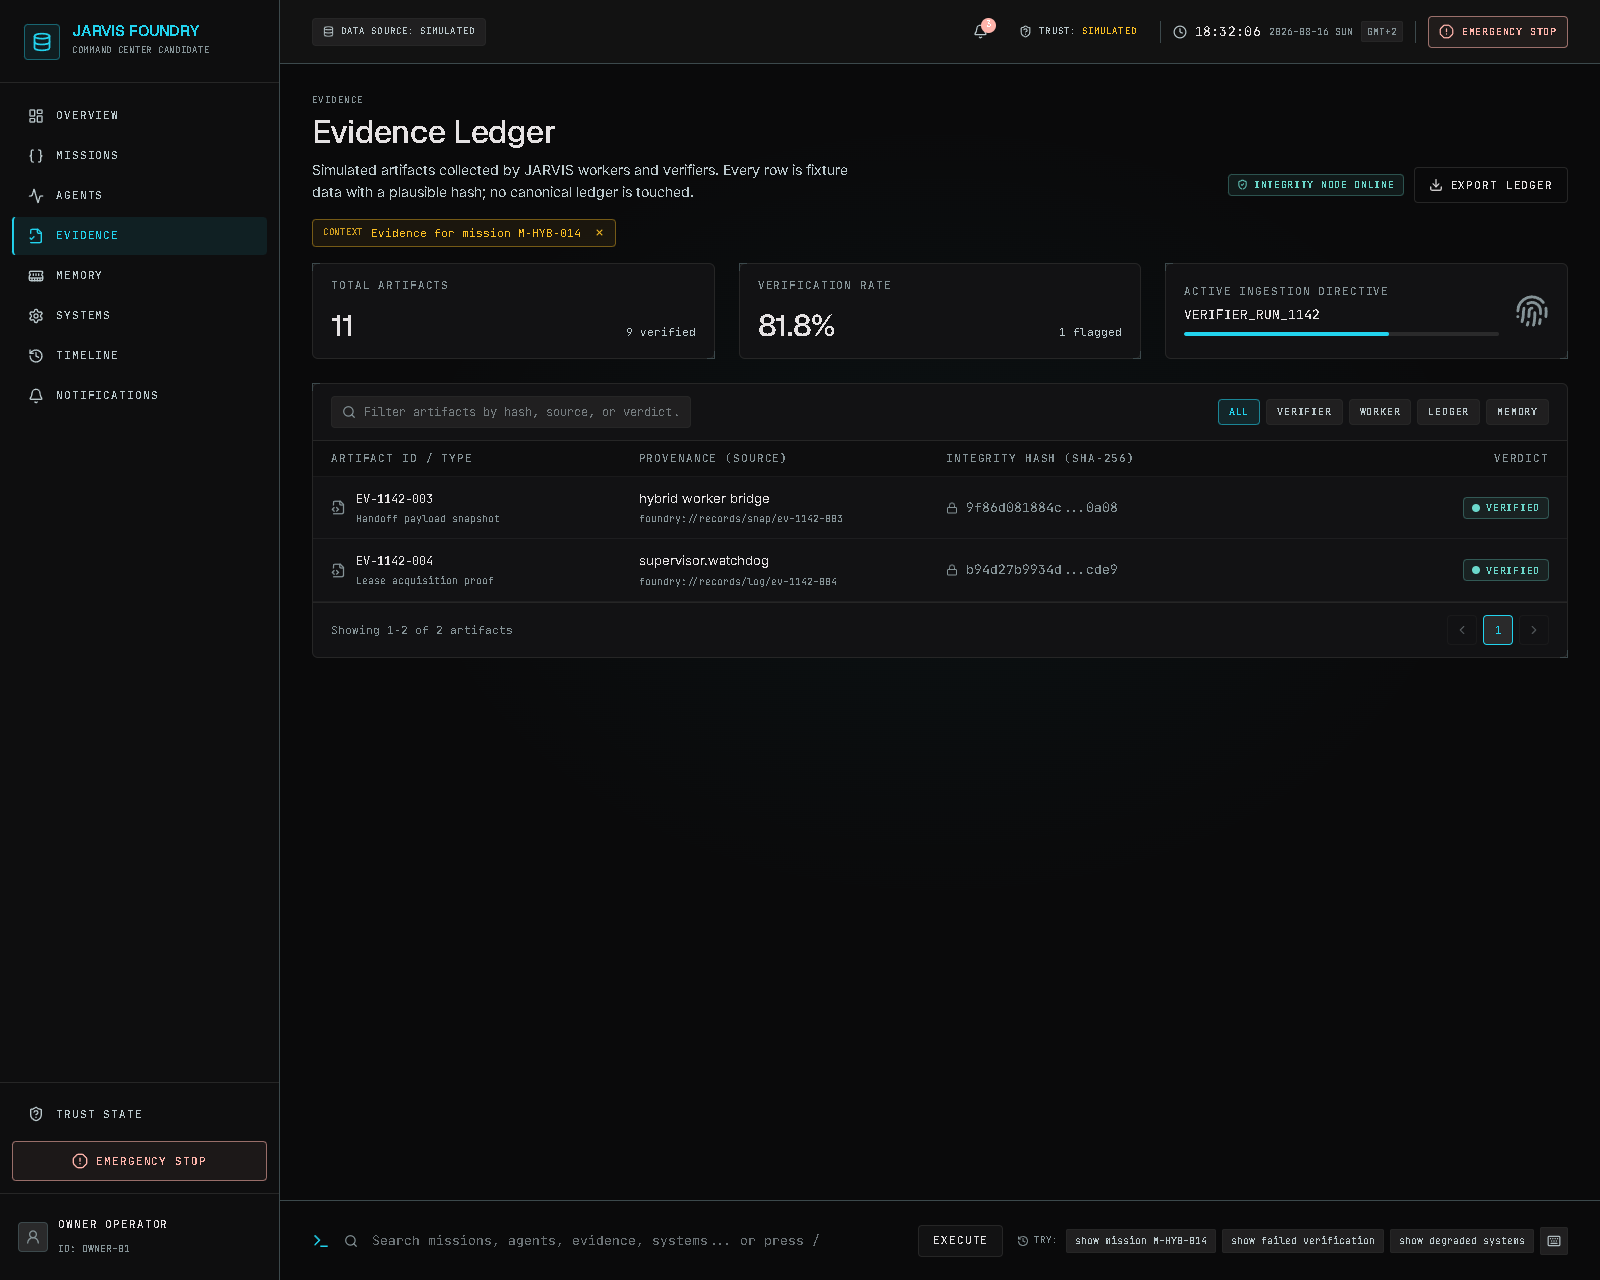 JARVIS FOUNDRY
COMMAND CENTER CANDIDATE
OVERVIEW
MISSIONS
AGENTS
EVIDENCE
MEMORY
SYSTEMS
TIMELINE
NOTIFICATIONS
TRUST STATE
EMERGENCY STOP
OWNER OPERATOR
ID: OWNER-01
DATA SOURCE: SIMULATED
3
TRUST: SIMULATED
18:32:06 2026-08-16 SUN GMT+2
EMERGENCY STOP
EVIDENCE
Evidence Ledger
Simulated artifacts collected by JARVIS workers and verifiers. Every row is fixture
data with a plausible hash; no canonical ledger is touched.
INTEGRITY NODE ONLINE
EXPORT LEDGER
CONTEXT Evidence for mission M-HYB-014 ×
TOTAL ARTIFACTS
11
9 verified
VERIFICATION RATE
81.8%
1 flagged
ACTIVE INGESTION DIRECTIVE
VERIFIER_RUN_1142
Filter artifacts by hash, source, or verdict.
ALL VERIFIER WORKER LEDGER MEMORY
ARTIFACT ID / TYPE PROVENANCE (SOURCE) INTEGRITY HASH (SHA-256) VERDICT
EV-1142-003
Handoff payload snapshot
hybrid worker bridge
foundry://records/snap/ev-1142-003
9f86d081884c...0a08
VERIFIED
EV-1142-004
Lease acquisition proof
supervisor.watchdog
foundry://records/log/ev-1142-004
b94d27b9934d...cde9
VERIFIED
Showing 1-2 of 2 artifacts
1
Search missions, agents, evidence, systems... or press /
EXECUTE
TRY: show mission M-HYB-014 show failed verification show degraded systems